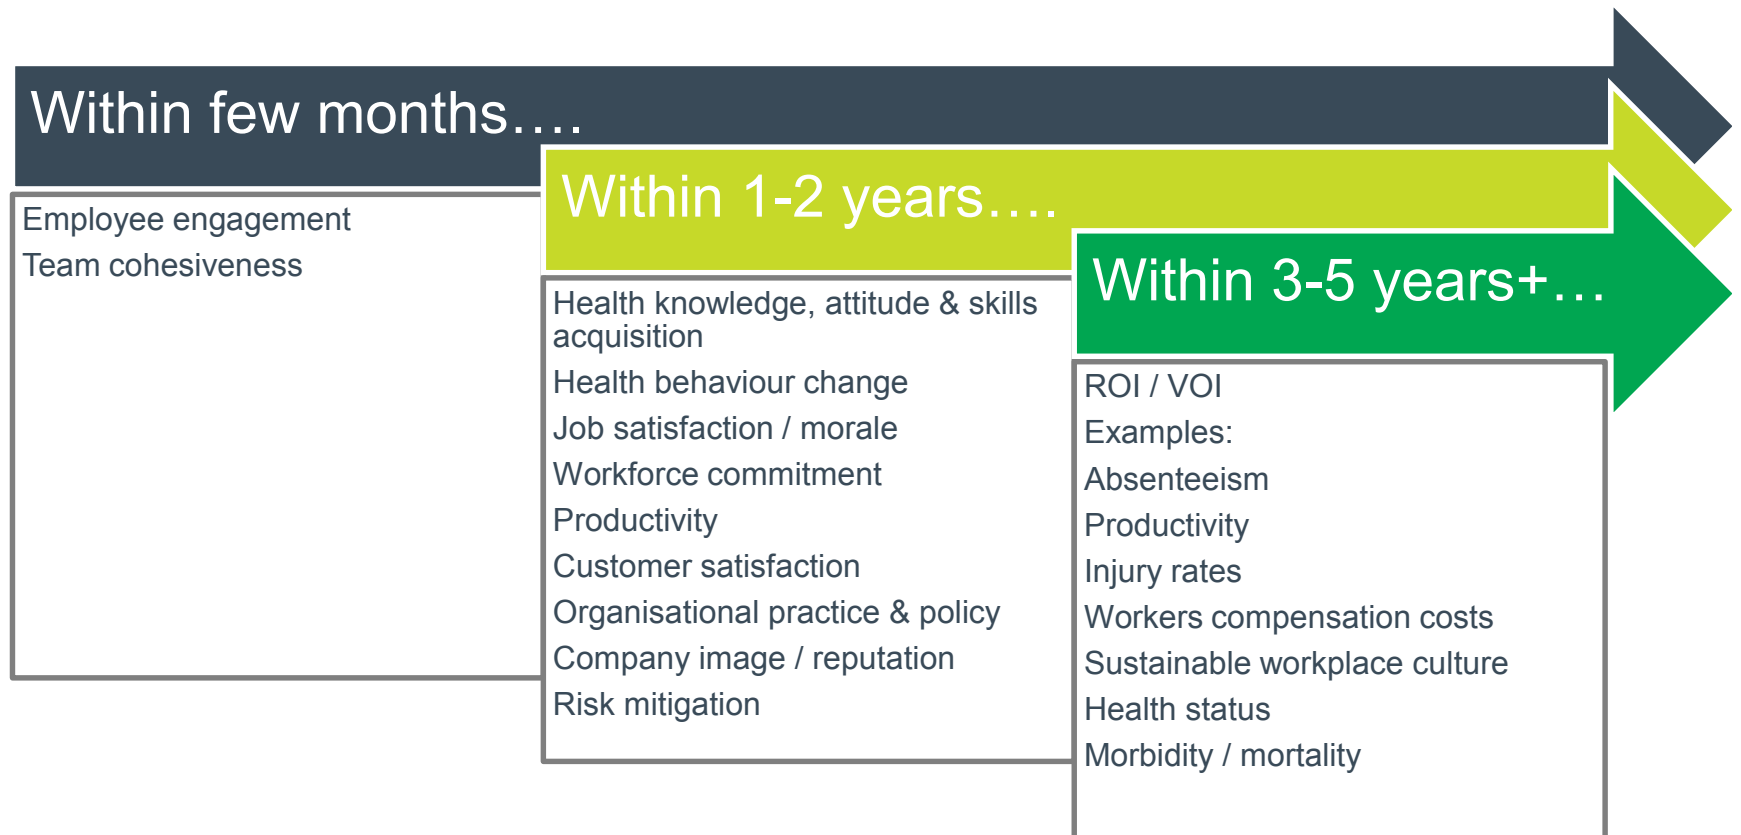 Within few months….
Employee engagement
Team cohesiveness
Within 1-2 years….
Health knowledge, attitude & skills
acquisition
Health behaviour change
Job satisfaction / morale
Workforce commitment
Productivity
Customer satisfaction
Organisational practice & policy
Company image / reputation
Risk mitigation
Within 3-5 years+…
ROI / VOI
Examples:
Absenteeism
Productivity
Injury rates
Workers compensation costs
Sustainable workplace culture
Health status
Morbidity / mortality